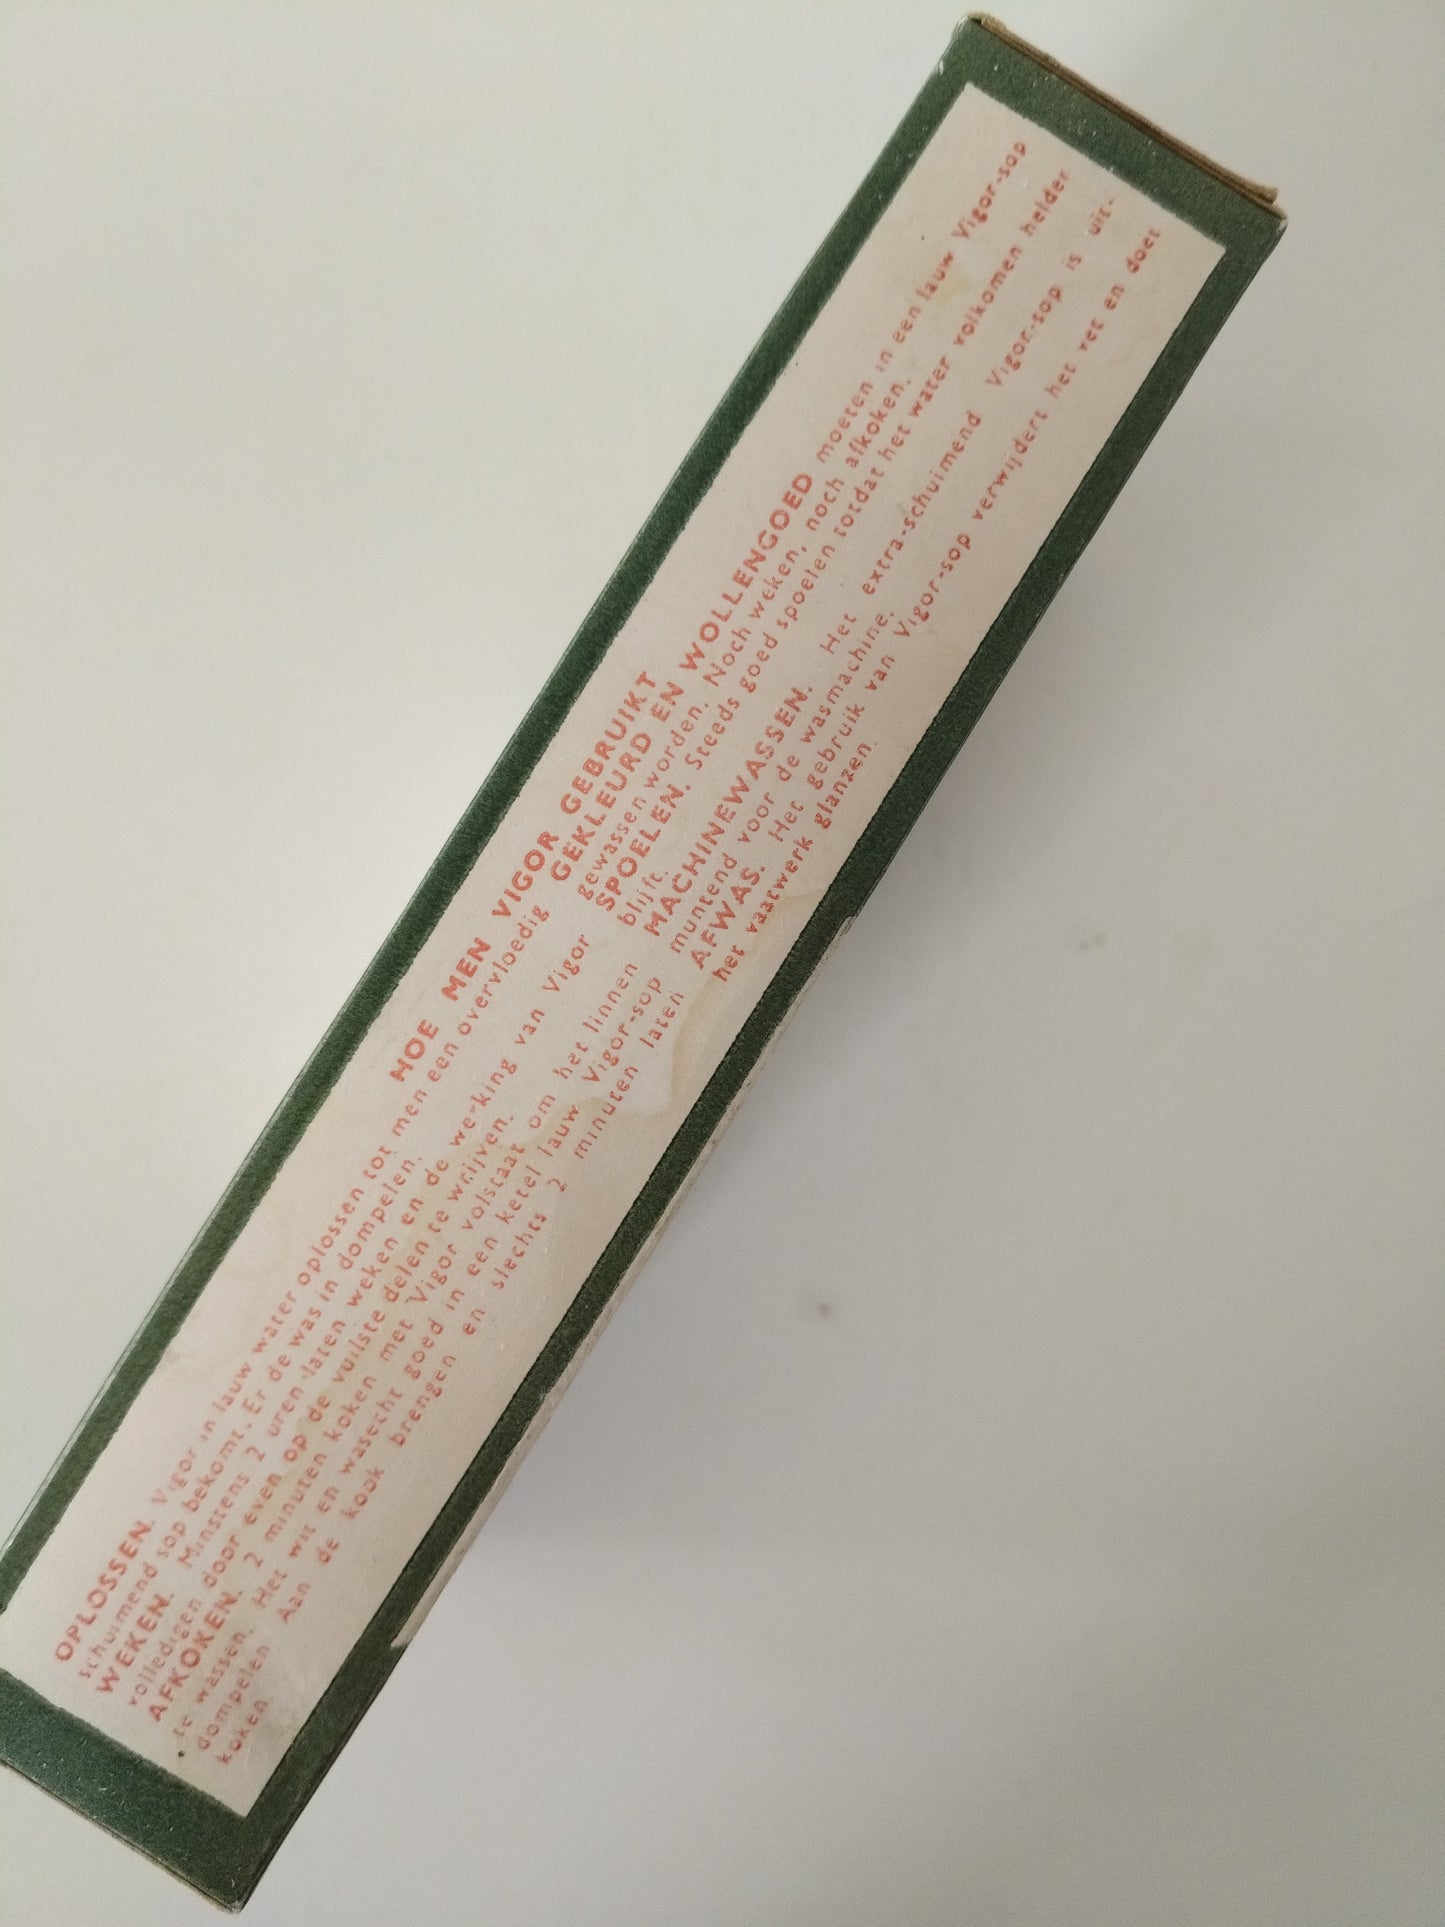 HOE MEN VIGOR GEBRUIKT
OPLOSSEN. Vigor in lauw water oplossen tot men een overvloedig
schuimend sop bekomt. Er de was in dompelen.
WEKEN. Minstens 2 uren laten weken en de werking van Vigor
volledigen door even op de vuilste delen te wrijven.
AFKOKEN. 2 minuten koken met Vigor volstaat om het linnen
te wassen. Het wit en wasecht goed in een ketel lauw Vigor-sop
dompelen. Aan de kook brengen en slechts 2 minuten laten
koken
GEKLEURD EN WOLLENGOED moeten in een lauw Vigor-sop
gewassen worden. Noch weken, noch afkoken.
SPOELEN. Steeds goed spoelen totdat het water volkomen helder
blijft.
MACHINEWASSEN. Het extra-schuimend Vigor-sop is uit-
muntend voor de wasmachine.
AFWAS. Het gebruik van Vigor-sop verwijdert het vet en doet
het vaatwerk glanzen.